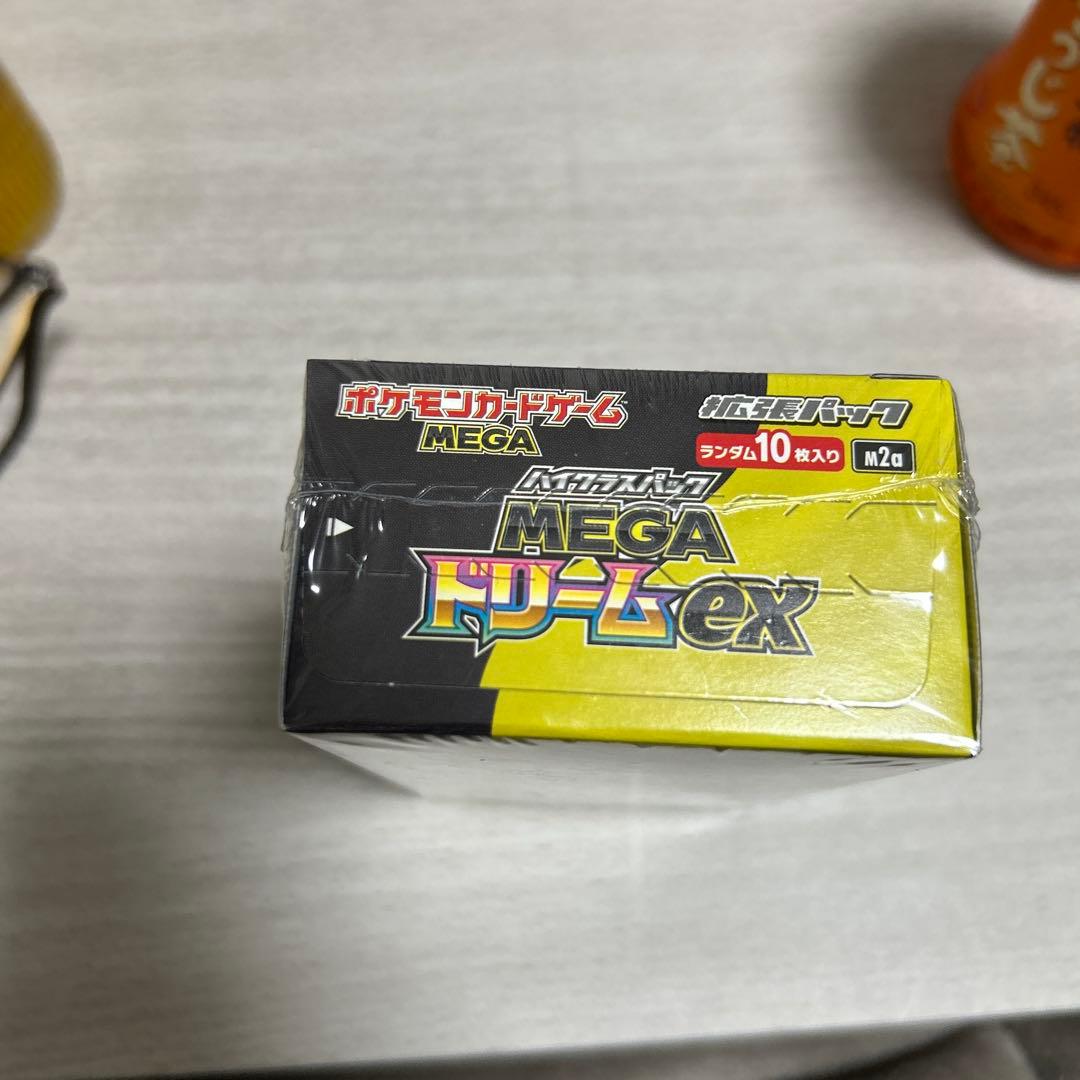 ポケモンカードゲーム
MEGA
拡張パック
ランダム10枚入り
M2a
ハイクラスパック
MEGA
ドリームex